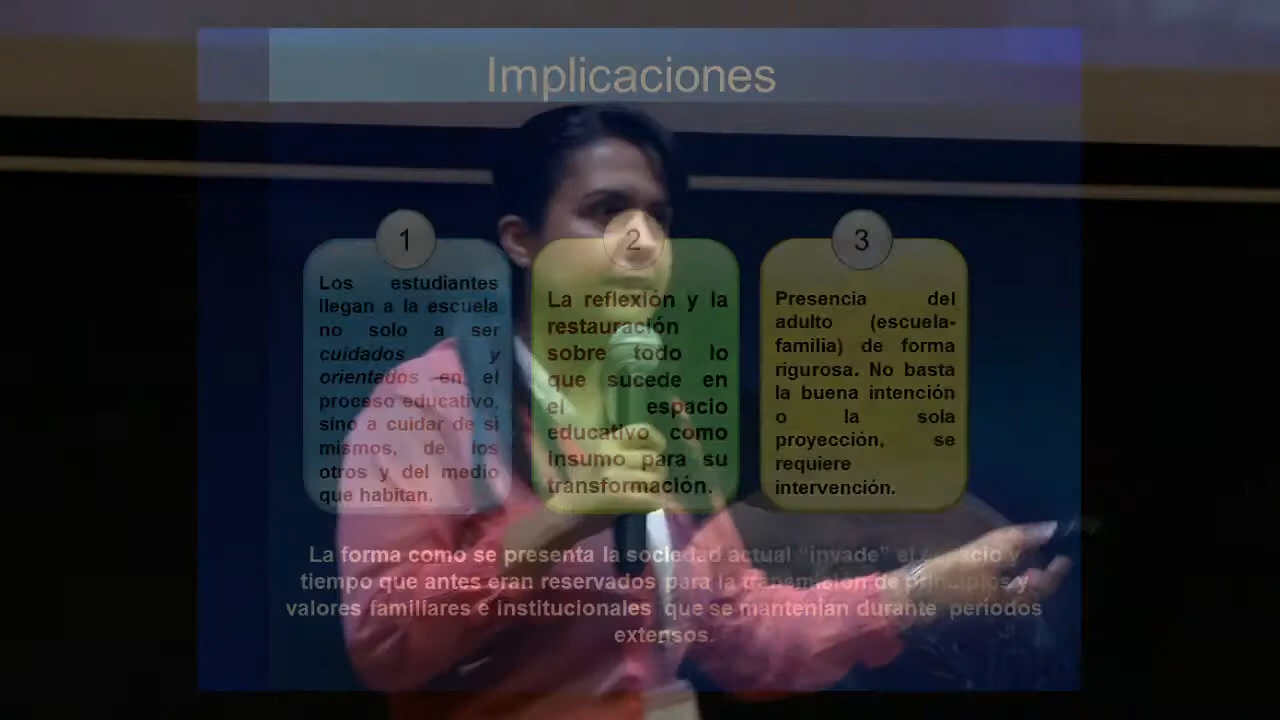 Implicaciones
1
Los estudiantes
llegan a la escuela
no solo a ser
cuidados y
orientados en el
proceso educativo,
sino a cuidar de si
mismos, de los
otros y del medio
que habitan.
2
La reflexión y la
restauración
sobre todo lo
que sucede en
el espacio
educativo como
insumo para su
transformación.
3
Presencia del
adulto (escuela-
familia) de forma
rigurosa. No basta
la buena intención
o la sola
proyección, se
requiere
intervención.
La forma como se presenta la sociedad actual “invade” el espacio y
tiempo que antes eran reservados para la transmisión de principios y
valores familiares e institucionales que se mantenían durante periodos
extensos.